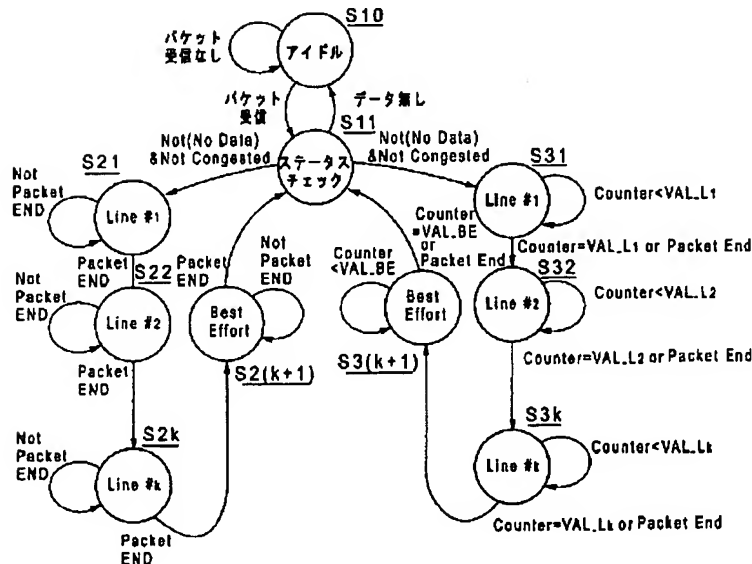 S10
パケット
受信なし
アイドル
パケット
受信
データ無し
S11
ステータス
チェック
Not(No Data)
&Not Congested
Not(No Data)
&Not Congested
S21
Not
Packet
END
Line #1
Packet
END
S22
Not
Packet
END
Line #2
Packet
END
S2k
Not
Packet
END
Line #k
Packet
END
Packet
END
Not
Packet
END
Best
Effort
S2(k+1)
Counter
=VAL_BE
or
Packet End
Counter
<VAL_BE
Best
Effort
S3(k+1)
S31
Line #1
Counter<VAL_L1
Counter=VAL_L1 or Packet End
S32
Line #2
Counter<VAL_L2
Counter=VAL_L2 or Packet End
S3k
Line #k
Counter<VAL_Lk
Counter=VAL_Lk or Packet End